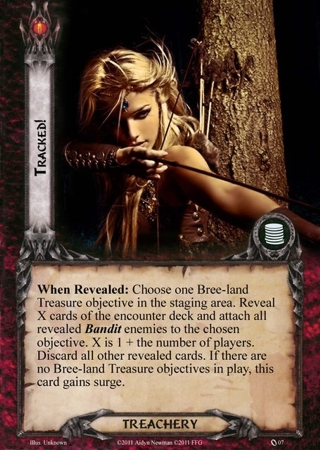 TRACKED!
When Revealed: Choose one Bree-land
Treasure objective in the staging area. Reveal
X cards of the encounter deck and attach all
revealed Bandit enemies to the chosen
objective. X is 1 + the number of players.
Discard all other revealed cards. If there are
no Bree-land Treasure objectives in play, this
card gains surge.
TREACHERY
Illus. Unknown
©2011 Aidyn Newman ©2011 FFG
07